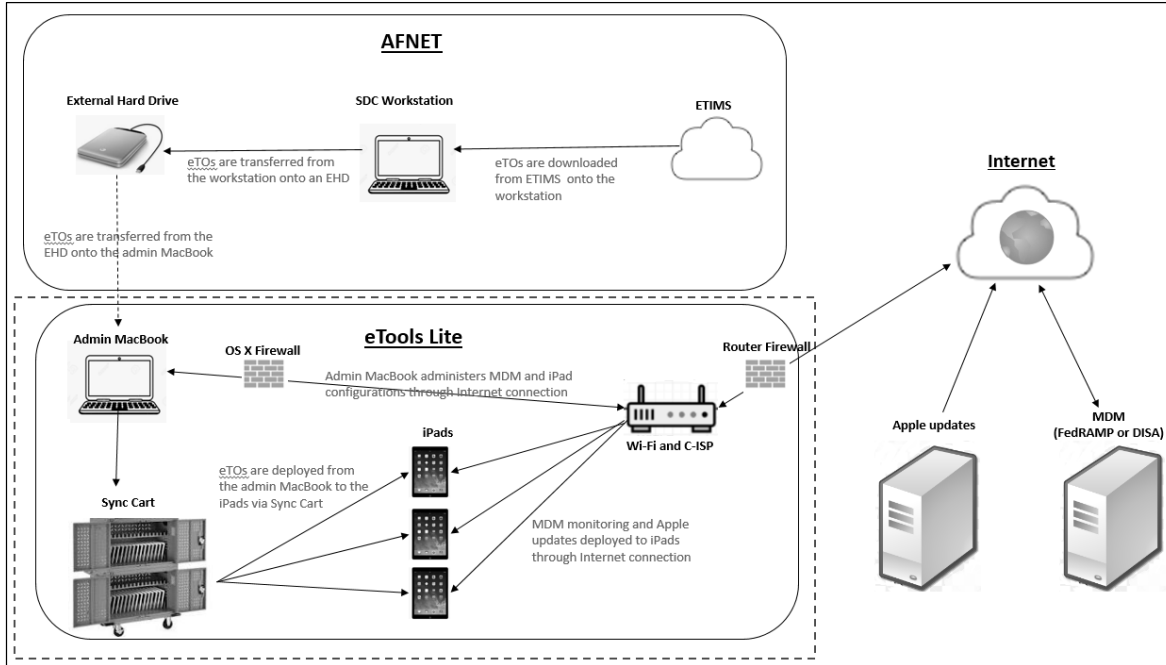 AFNET
External Hard Drive
SDC Workstation
ETIMS
eTOs are transferred from
the workstation onto an EHD
eTOs are downloaded
from ETIMS onto the
workstation
eTOs are transferred from the
EHD onto the admin MacBook
Internet
eTools Lite
Admin MacBook
OS X Firewall
Router Firewall
Admin MacBook administers MDM and iPad
configurations through Internet connection
Wi-Fi and C-ISP
iPads
eTOs are deployed from
the admin MacBook to the
iPads via Sync Cart
Sync Cart
MDM monitoring and Apple
updates deployed to iPads
through Internet connection
Apple updates
MDM
(FedRAMP or DISA)